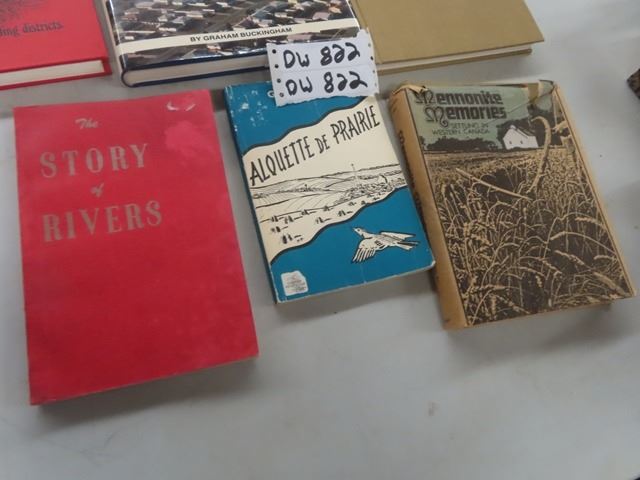 ding districts
BY GRAHAM BUCKINGHAM
DW 822
DW 822
The
STORY
of
RIVERS
ALOUETTE DE PRAIRIE
Mennonite
Memories
SETTLING IN
WESTERN CANADA